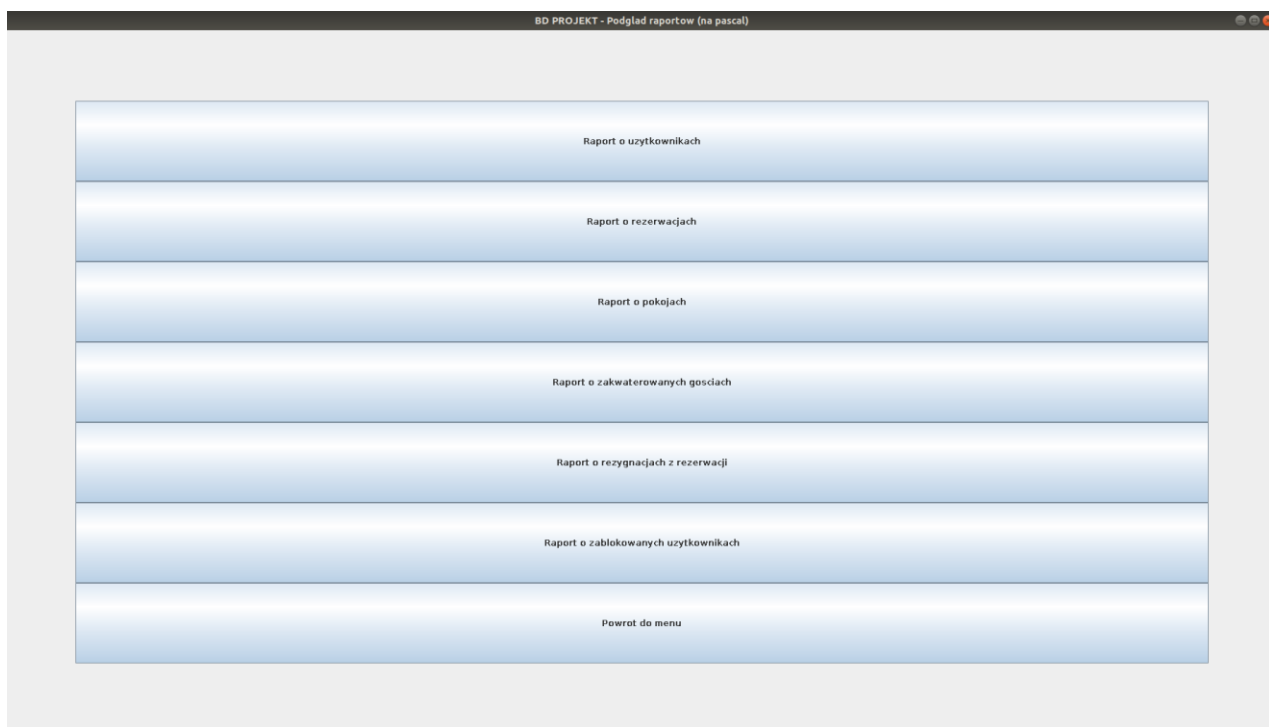 BD PROJEKT - Podglad raportow (na pascal)
Raport o uzytkownikach
Raport o rezerwacjach
Raport o pokojach
Raport o zakwaterowanych gosciach
Raport o rezygnacjach z rezerwacji
Raport o zablokowanych uzytkownikach
Powrot do menu